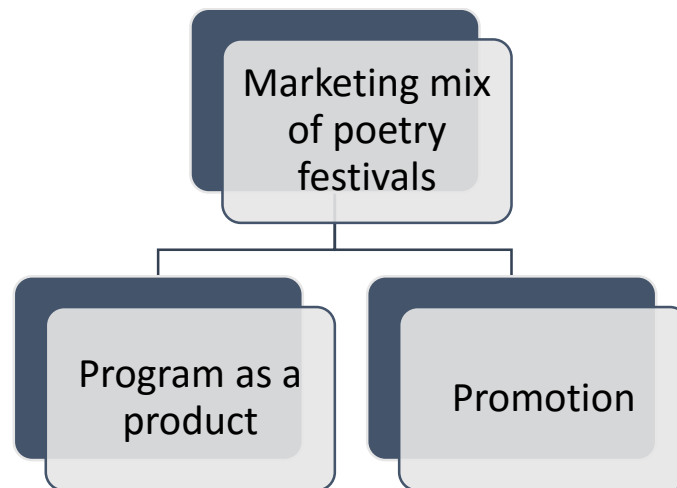 Marketing mix
of poetry
festivals
Program as a
product
Promotion